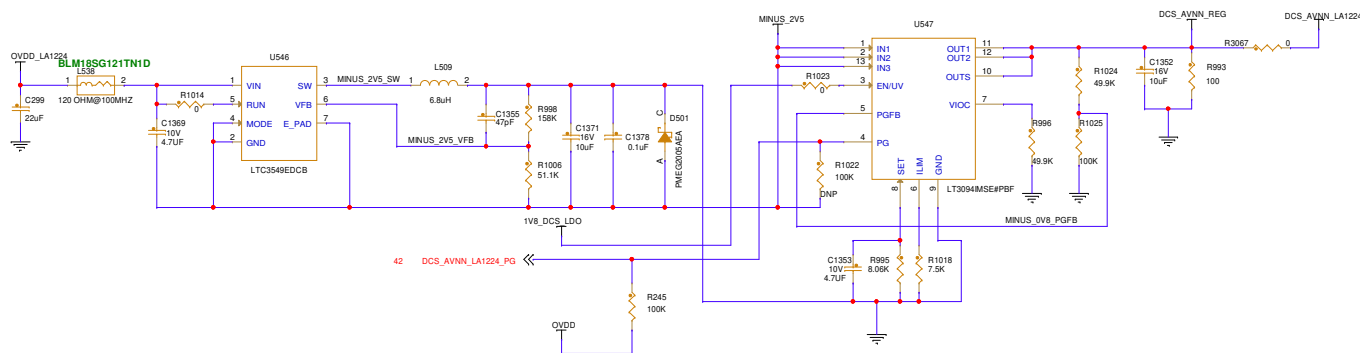 OVDD_LA1224
BLM18SG121TN1D
L538
1
2
120 OHM@100MHZ
C299
22uF
R1014
0
C1369
10V
4.7UF
U546
1 VIN SW 3
5 RUN VFB 6
4 MODE E_PAD 7
2 GND
LTC3549EDCB
MINUS_2V5_SW
L509
1
2
6.8uH
MINUS_2V5_VFB
C1355
47pF
R998
158K
R1006
51.1K
C1371
16V
10uF
C1378
0.1uF
C
D501
A
PMEG2005AEA
MINUS_2V5
R1023
0
R1022
100K
DNP
1V8_DCS_LDO
42 DCS_AVNN_LA1224_PG
R245
100K
OVDD
U547
1 IN1 OUT1 11
2 IN2 OUT2 12
13 IN3
OUTS 10
3 EN/UV
VIOC 7
5 PGFB
4 PG
SET ILIM GND
8 6 9
LT3094IMSE#PBF
MINUS_0V8_PGFB
C1353
10V
4.7UF
R995
8.06K
R1018
7.5K
R996
49.9K
R1024
49.9K
R1025
100K
C1352
16V
10uF
R993
100
DCS_AVNN_REG
R3067
0
DCS_AVNN_LA1224